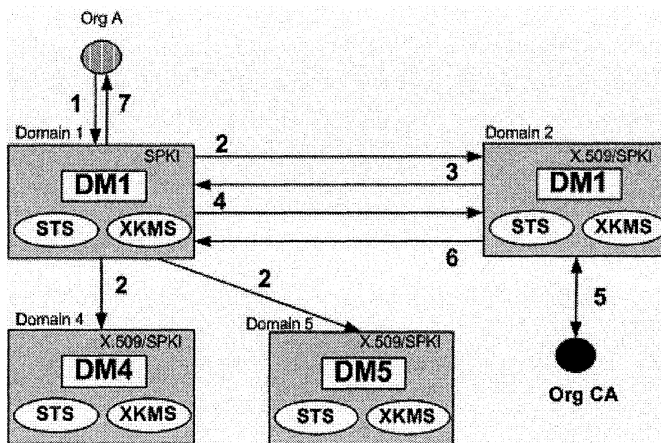 Org A
1
7
Domain 1
SPKI
DM1
STS
XKMS
2
3
4
6
Domain 2
X.509/SPKI
DM1
STS
XKMS
2
2
5
Domain 4
X.509/SPKI
DM4
STS
XKMS
Domain 5
X.509/SPKI
DM5
STS
XKMS
Org CA